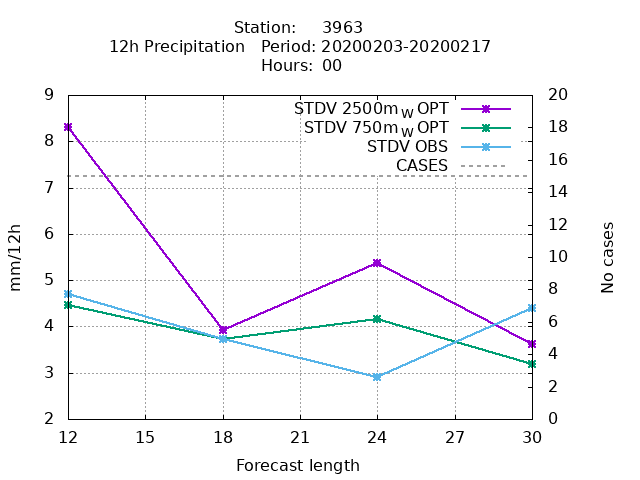 Station: 3963
12h Precipitation Period: 20200203-20200217
Hours: 00
STDV 2500m W OPT
STDV 750m W OPT
STDV OBS
CASES
9
8
7
6
5
4
3
2
20
18
16
14
12
10
8
6
4
2
0
12 15 18 21 24 27 30
mm/12h
No cases
Forecast length